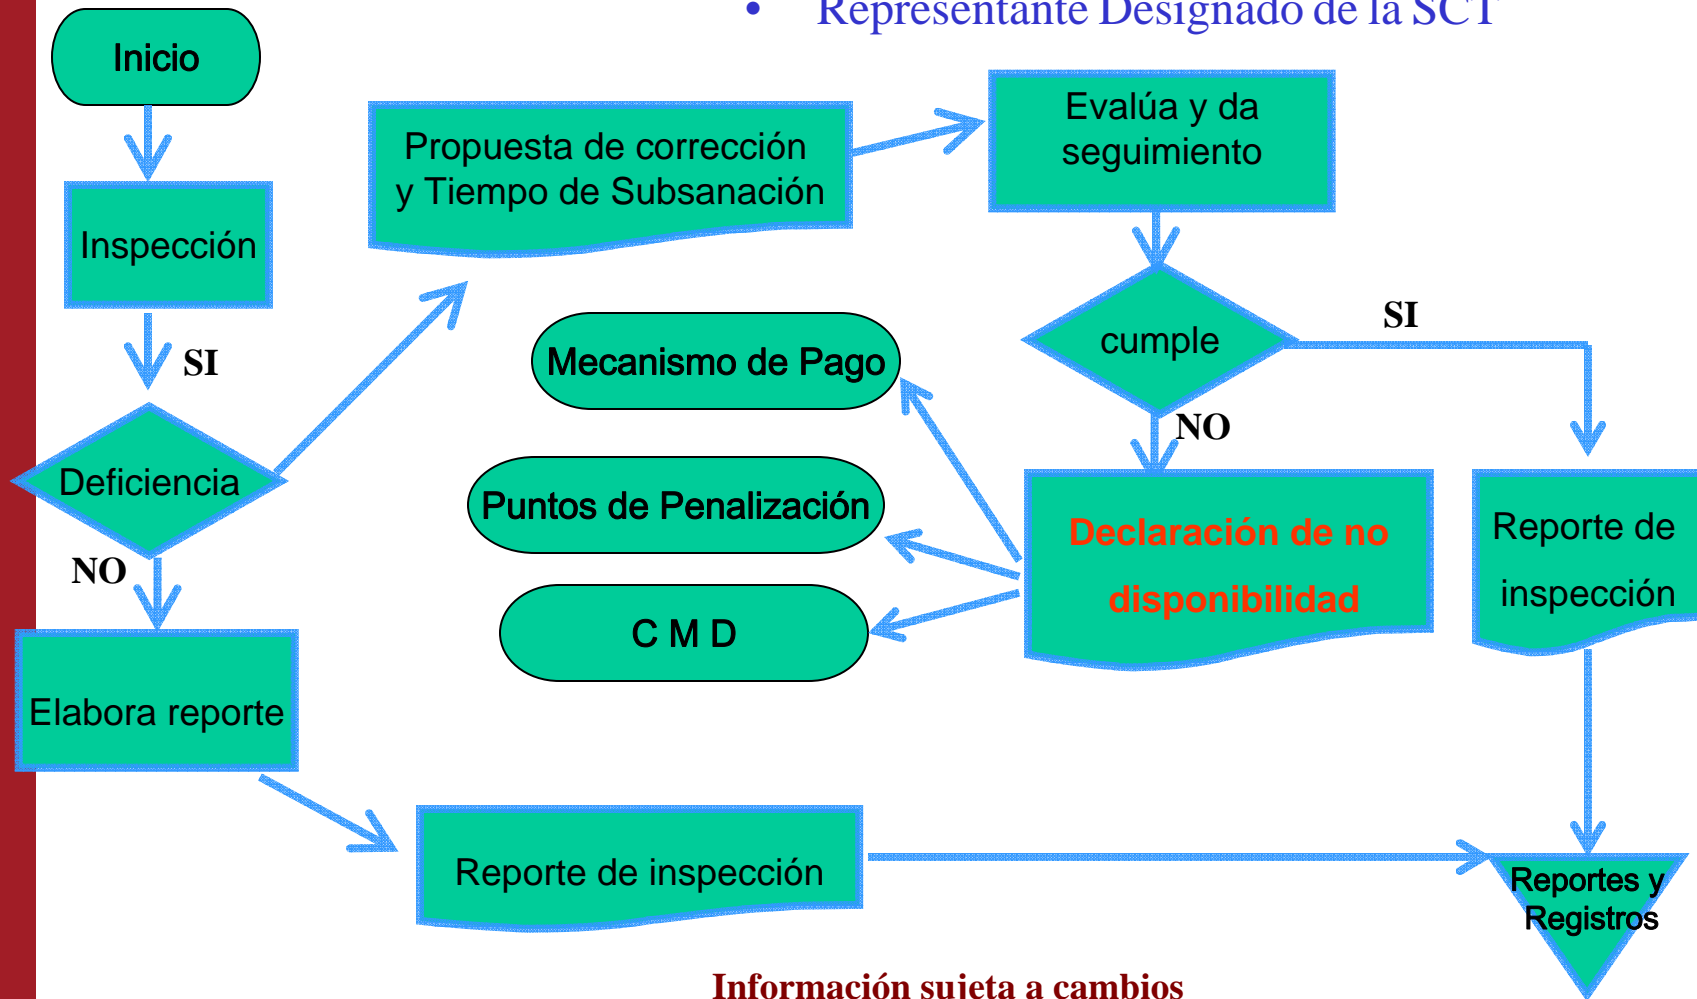 • Representante Designado de la SCT
Inicio
Inspección
SI
Deficiencia
NO
Elabora reporte
Reporte de inspección
Propuesta de corrección
y Tiempo de Subsanación
Evalúa y da
seguimiento
cumple
SI
NO
Declaración de no
disponibilidad
Mecanismo de Pago
Puntos de Penalización
C M D
Reporte de
inspección
Reportes y
Registros
Información sujeta a cambios